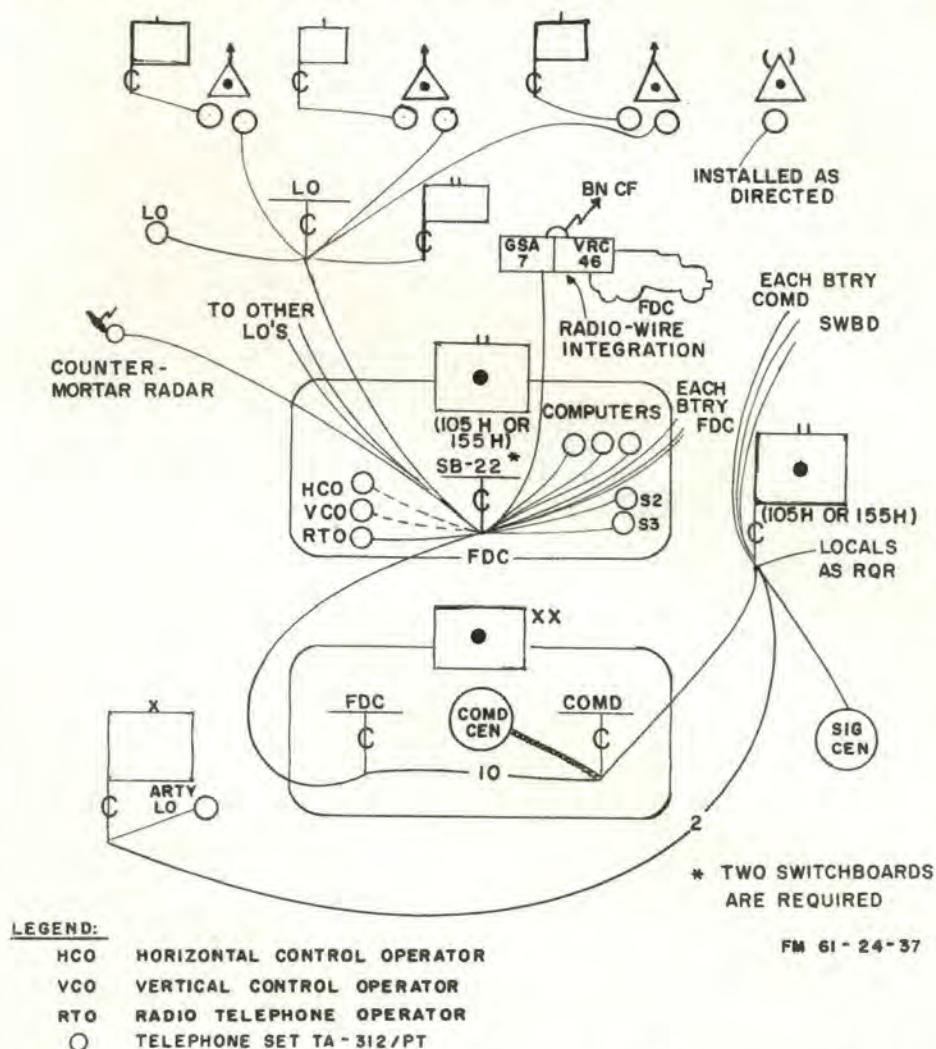 LO
LO
BN CF
GSA
7
VRC
46
FDC
RADIO-WIRE
INTEGRATION
INSTALLED AS
DIRECTED
TO OTHER
LO'S
COUNTER-
MORTAR RADAR
EACH BTRY
COMD
SWBD
(105 H OR
155 H)
*
SB-22
COMPUTERS
EACH
BTRY
FDC
HCO
VCO
RTO
S2
S3
FDC
(105H OR 155H)
LOCALS
AS RQR
XX
FDC
COMD
CEN
COMD
10
SIG
CEN
X
ARTY
LO
2
* TWO SWITCHBOARDS
ARE REQUIRED
LEGEND:
HCO HORIZONTAL CONTROL OPERATOR
VCO VERTICAL CONTROL OPERATOR
RTO RADIO TELEPHONE OPERATOR
TELEPHONE SET TA-312/PT
FM 61-24-37